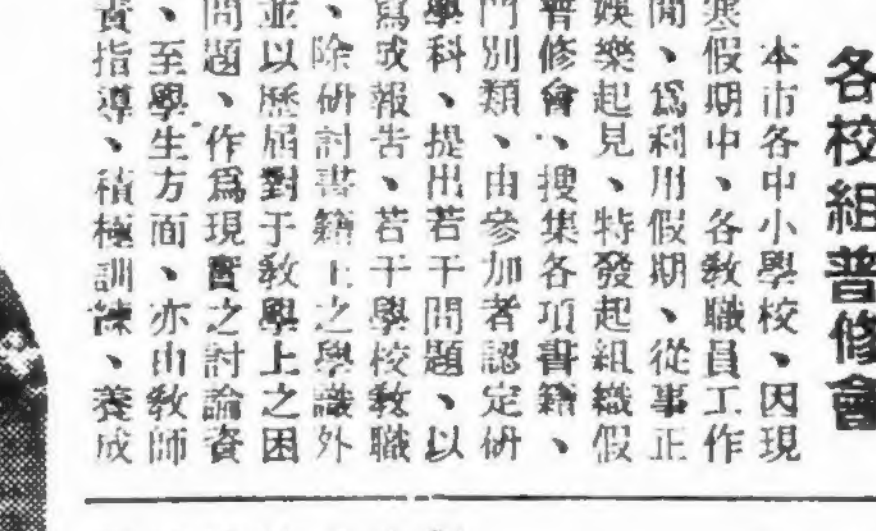 各校組普修會
本市各中小學校、因現
寒假期中、各教職員工作
閒、爲利用假期、從事正
娛樂起見、特發起組織假
普修會、搜集各項書籍、
門別類、由參加者認定研
學科、提出若干問題、以
寫成報告、若干學校教職
、除研討書籍上之學識外
並以歷屆對于教學上之困
問題、作爲現實之討論資
、至學生方面、亦由教師
責指導、積極訓練、養成